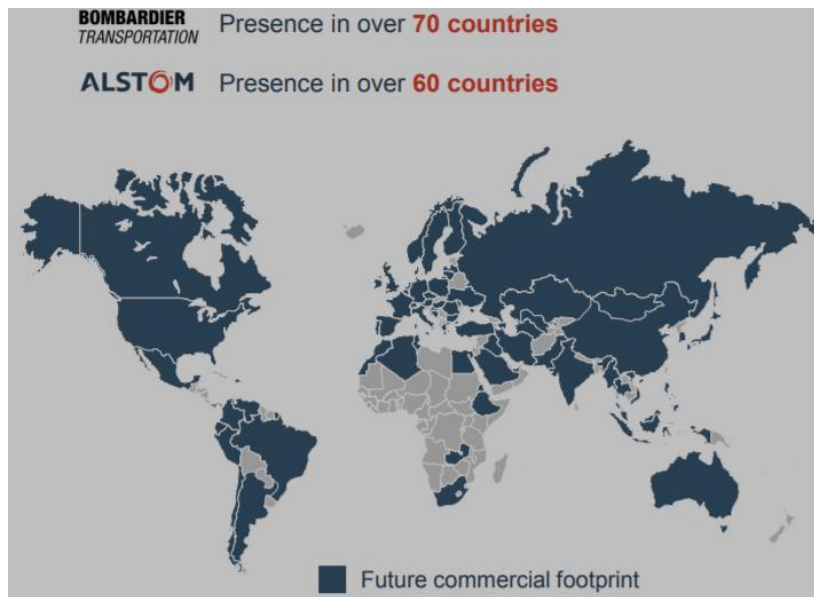 BOMBARDIER
TRANSPORTATION
Presence in over 70 countries
ALSTOM
Presence in over 60 countries
Future commercial footprint